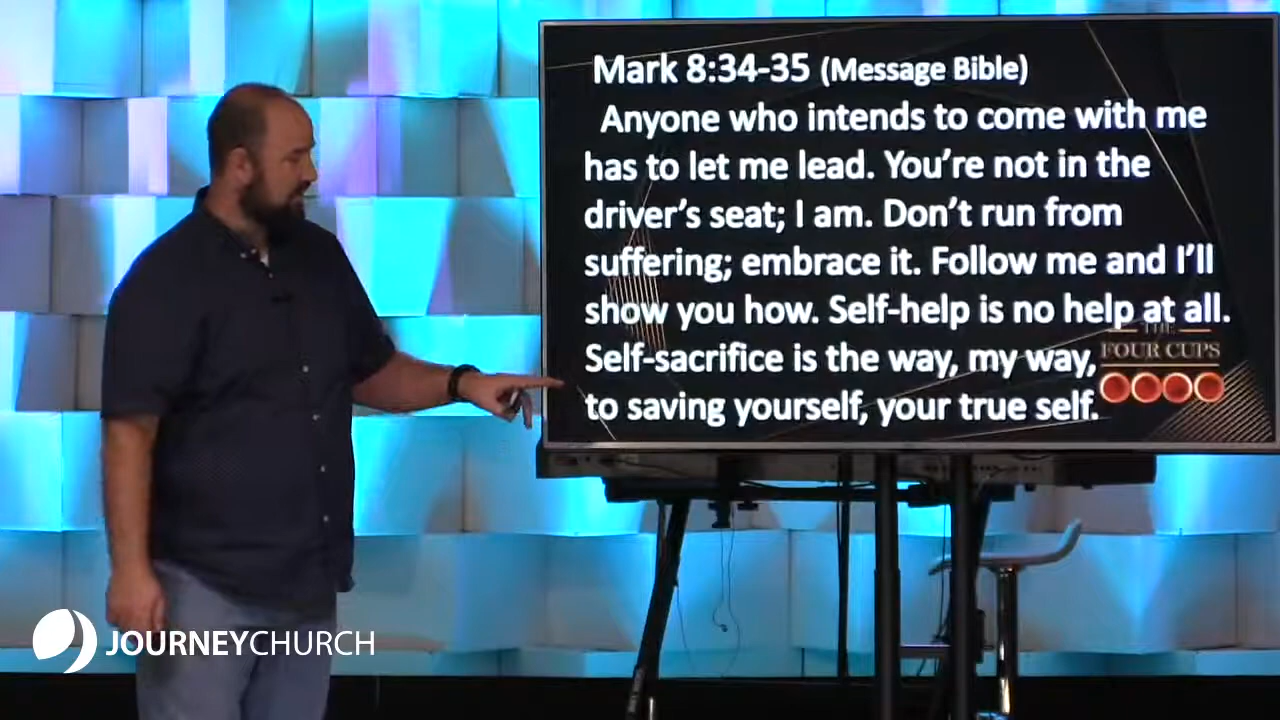 Mark 8:34-35 (Message Bible)
Anyone who intends to come with me
has to let me lead. You’re not in the
driver’s seat; I am. Don’t run from
suffering; embrace it. Follow me and I’ll
show you how. Self-help is no help at all.
Self-sacrifice is the way, my way,
to saving yourself, your true self.
THE
FOUR CUPS
JOURNEYCHURCH